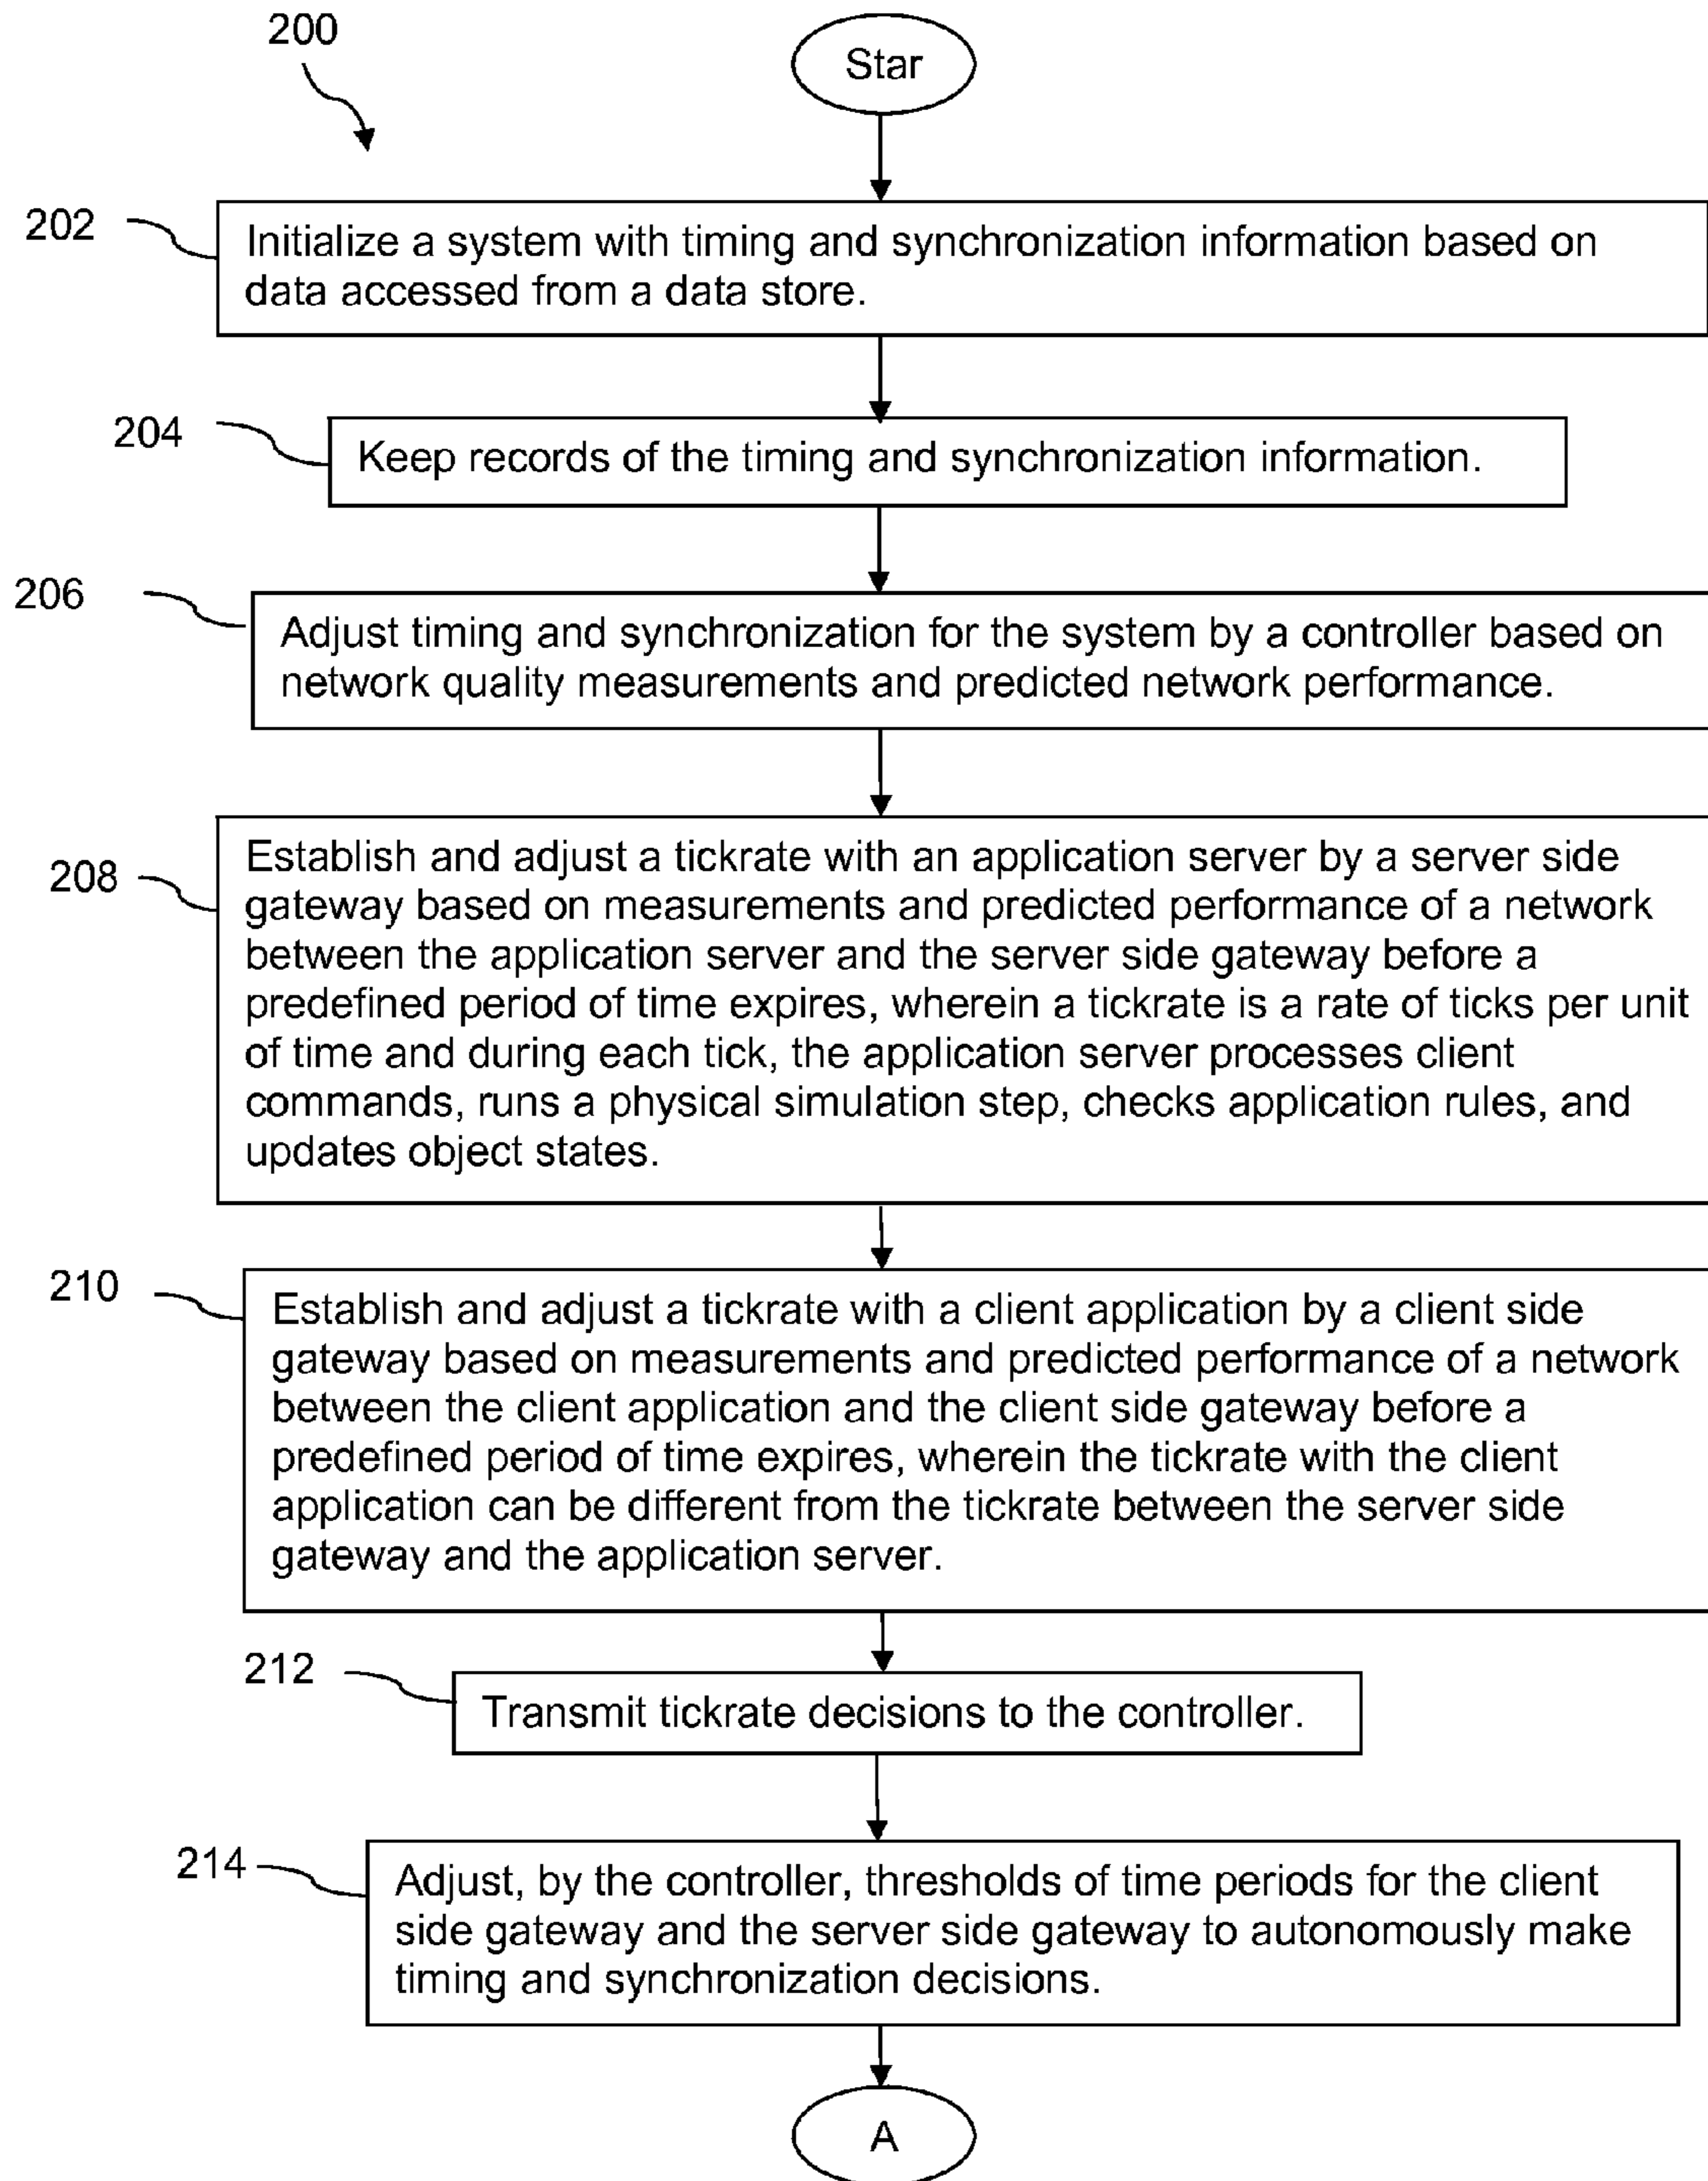 200
Star
202
Initialize a system with timing and synchronization information based on
data accessed from a data store.
204
Keep records of the timing and synchronization information.
206
Adjust timing and synchronization for the system by a controller based on
network quality measurements and predicted network performance.
208
Establish and adjust a tickrate with an application server by a server side
gateway based on measurements and predicted performance of a network
between the application server and the server side gateway before a
predefined period of time expires, wherein a tickrate is a rate of ticks per unit
of time and during each tick, the application server processes client
commands, runs a physical simulation step, checks application rules, and
updates object states.
210
Establish and adjust a tickrate with a client application by a client side
gateway based on measurements and predicted performance of a network
between the client application and the client side gateway before a
predefined period of time expires, wherein the tickrate with the client
application can be different from the tickrate between the server side
gateway and the application server.
212
Transmit tickrate decisions to the controller.
214
Adjust, by the controller, thresholds of time periods for the client
side gateway and the server side gateway to autonomously make
timing and synchronization decisions.
A